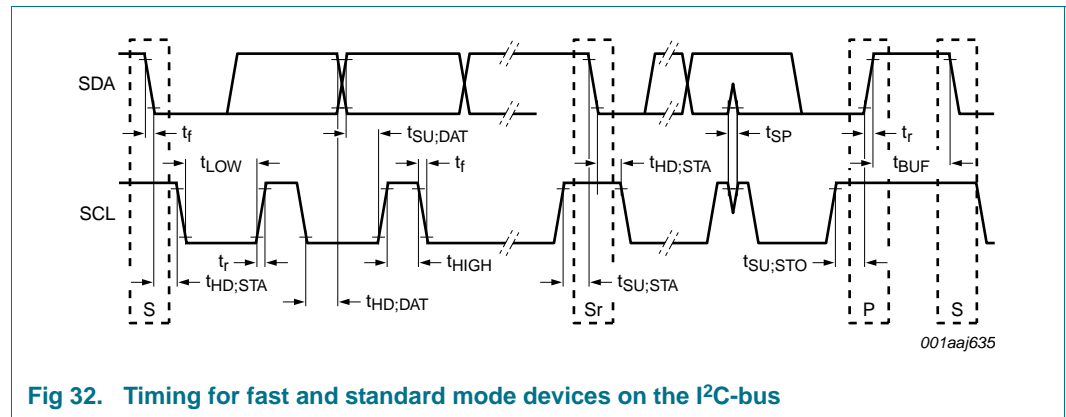 SDA
t_f
t_SU;DAT
t_SP
t_r
t_LOW
t_f
t_HD;STA
t_BUF
SCL
t_r
t_HIGH
t_SU;STO
t_HD;STA
t_SU;STA
t_HD;DAT
S
Sr
P
S
001aaj635
Fig 32. Timing for fast and standard mode devices on the I²C-bus